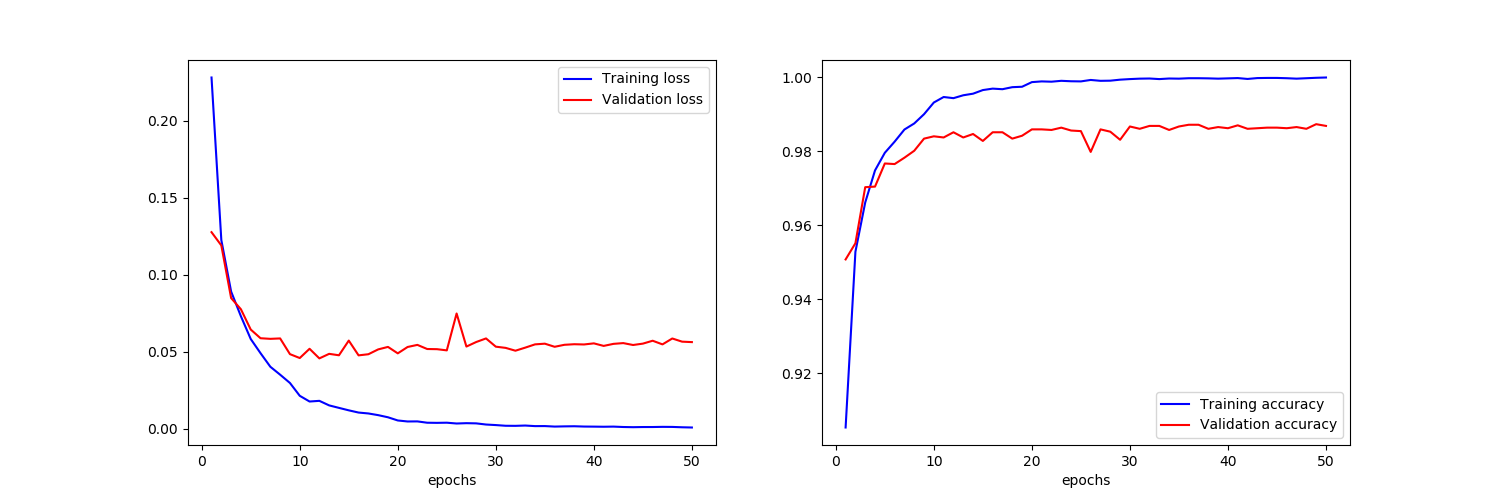 Training loss
Validation loss
0.20
0.15
0.10
0.05
0.00
0 10 20 30 40 50
epochs
1.00
0.98
0.96
0.94
0.92
Training accuracy
Validation accuracy
0 10 20 30 40 50
epochs